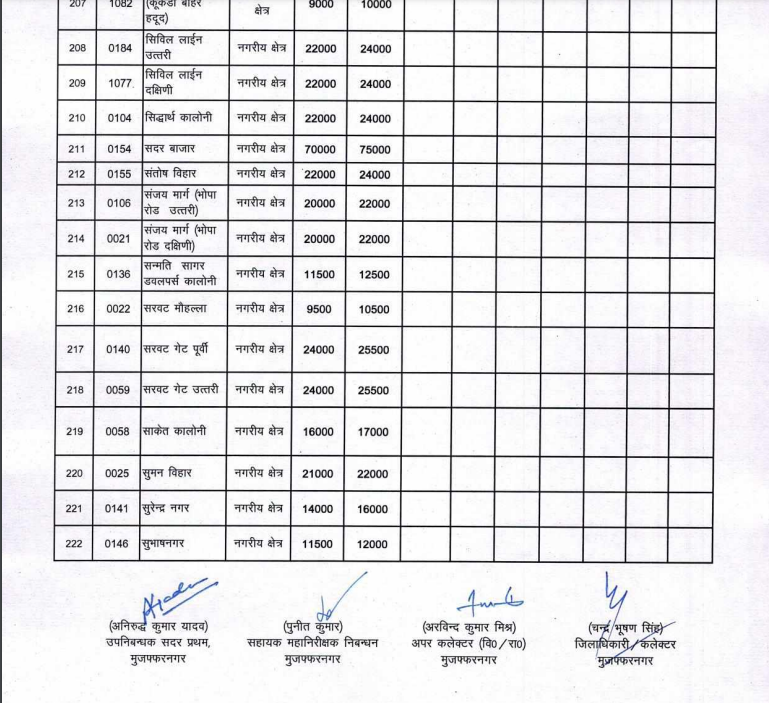 207 1082 (कूकडा बाहर हदूद) क्षेत्र 9000 10000
208 0184 सिविल लाईन उत्तरी नगरीय क्षेत्र 22000 24000
209 1077 सिविल लाईन दक्षिणी नगरीय क्षेत्र 22000 24000
210 0104 सिद्धार्थ कालोनी नगरीय क्षेत्र 22000 24000
211 0154 सदर बाजार नगरीय क्षेत्र 70000 75000
212 0155 संतोष विहार नगरीय क्षेत्र 22000 24000
213 0106 संजय मार्ग (भोपा रोड उत्तरी) नगरीय क्षेत्र 20000 22000
214 0021 संजय मार्ग (भोपा रोड दक्षिणी) नगरीय क्षेत्र 20000 22000
215 0136 सन्मति सागर डवलपर्स कालोनी नगरीय क्षेत्र 11500 12500
216 0022 सरवट मौहल्ला नगरीय क्षेत्र 9500 10500
217 0140 सरवट गेट पूर्वी नगरीय क्षेत्र 24000 25500
218 0059 सरवट गेट उत्तरी नगरीय क्षेत्र 24000 25500
219 0058 साकेत कालोनी नगरीय क्षेत्र 16000 17000
220 0025 सुमन विहार नगरीय क्षेत्र 21000 22000
221 0141 सुरेन्द्र नगर नगरीय क्षेत्र 14000 16000
222 0146 सुभाषनगर नगरीय क्षेत्र 11500 12000
(अनिरुद्ध कुमार यादव) (पुनीत कुमार) (अरविन्द कुमार मिश्र) (चन्द्र भूषण सिंह)
उपनिबन्धक सदर प्रथम, सहायक महानिरीक्षक निबन्धन अपर कलेक्टर (वि0/रा0) जिलाधिकारी/कलेक्टर
मुजफ्फरनगर मुजफ्फरनगर मुजफ्फरनगर मुजफ्फरनगर